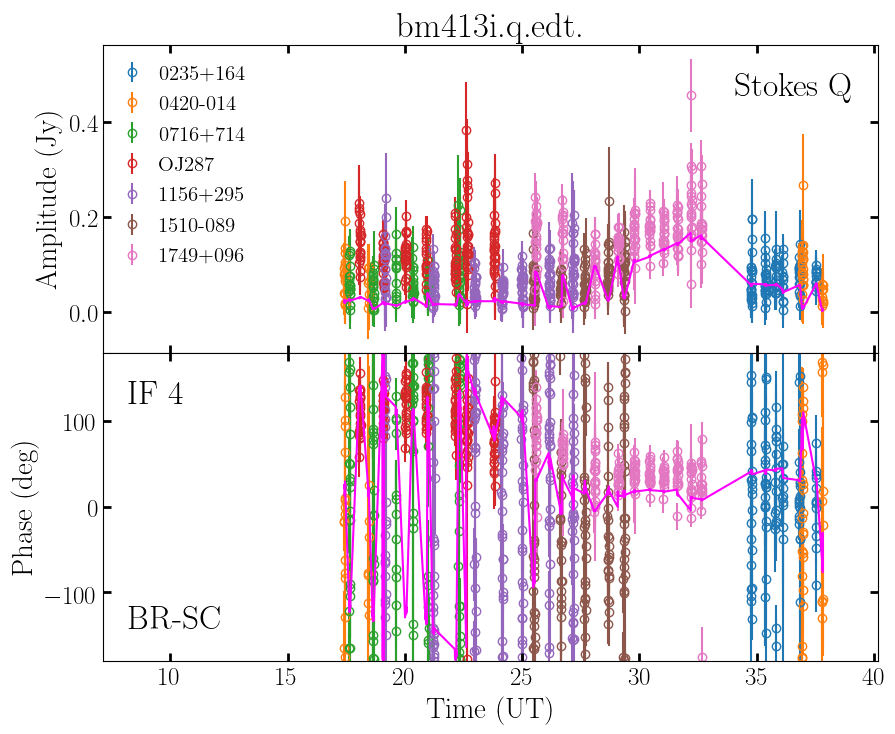 bm413i.q.edt.
Stokes Q
0235+164
0420-014
0716+714
OJ287
1156+295
1510-089
1749+096
Amplitude (Jy)
0.4
0.2
0.0
IF 4
BR-SC
Phase (deg)
100
0
−100
10 15 20 25 30 35 40
Time (UT)